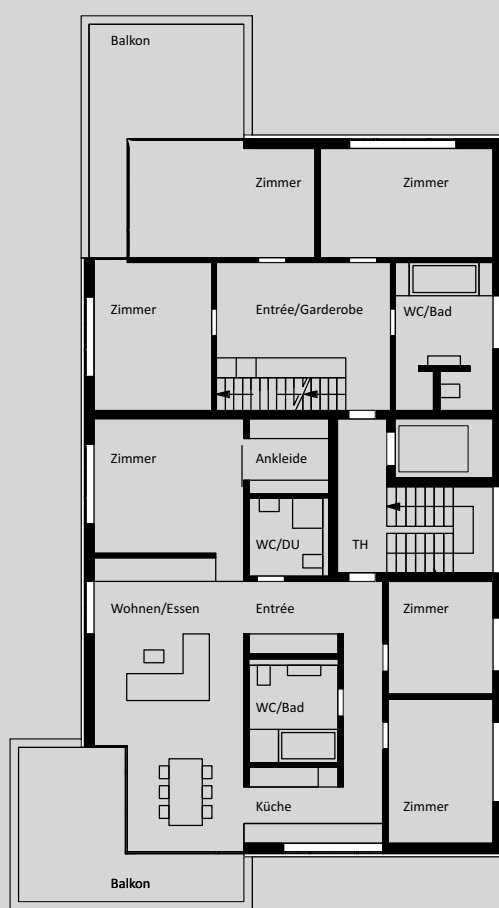 Balkon
Zimmer
Zimmer
Zimmer
Entrée/Garderobe
WC/Bad
Zimmer
Ankleide
WC/DU
TH
Wohnen/Essen
Entrée
Zimmer
WC/Bad
Küche
Zimmer
Balkon